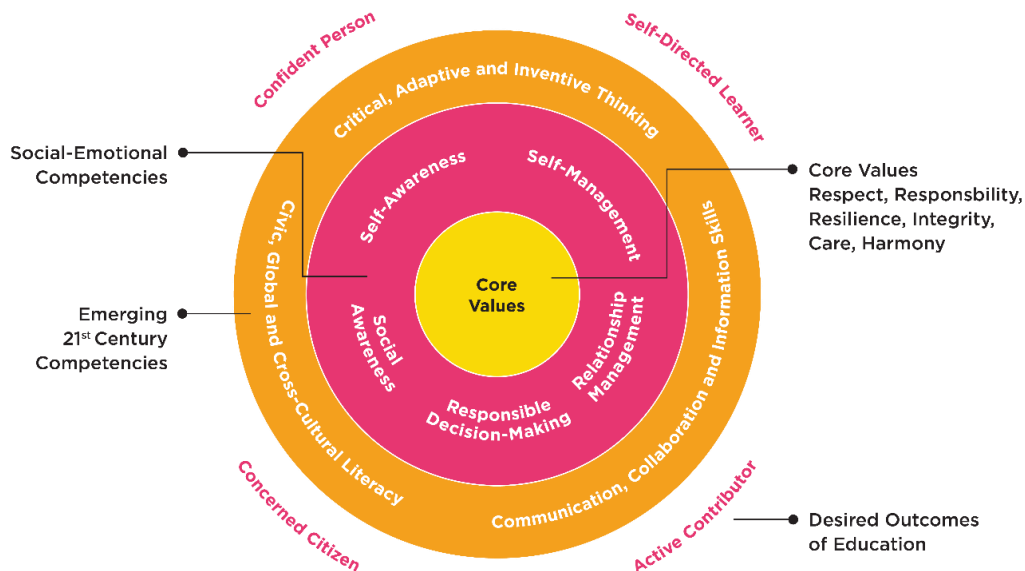 Confident Person
Self-Directed Learner
Critical, Adaptive and Inventive Thinking
Social-Emotional
Competencies
Self-Awareness
Self-Management
Core Values
Respect, Responsbility,
Resilience, Integrity,
Care, Harmony
Civic, Global and Cross-Cultural Literacy
Communication, Collaboration and Information Skills
Core
Values
Emerging
21st Century
Competencies
Social
Awareness
Relationship
Management
Responsible
Decision-Making
Concerned Citizen
Active Contributor
Desired Outcomes
of Education